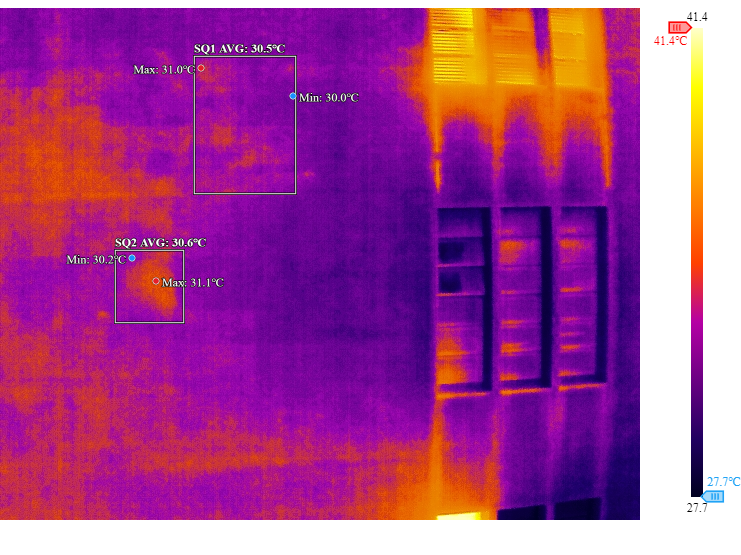 SQ1 AVG: 30.5℃
Max: 31.0℃
Min: 30.0℃
SQ2 AVG: 30.6℃
Min: 30.2℃
Max: 31.1℃
41.4
41.4℃
27.7℃
27.7